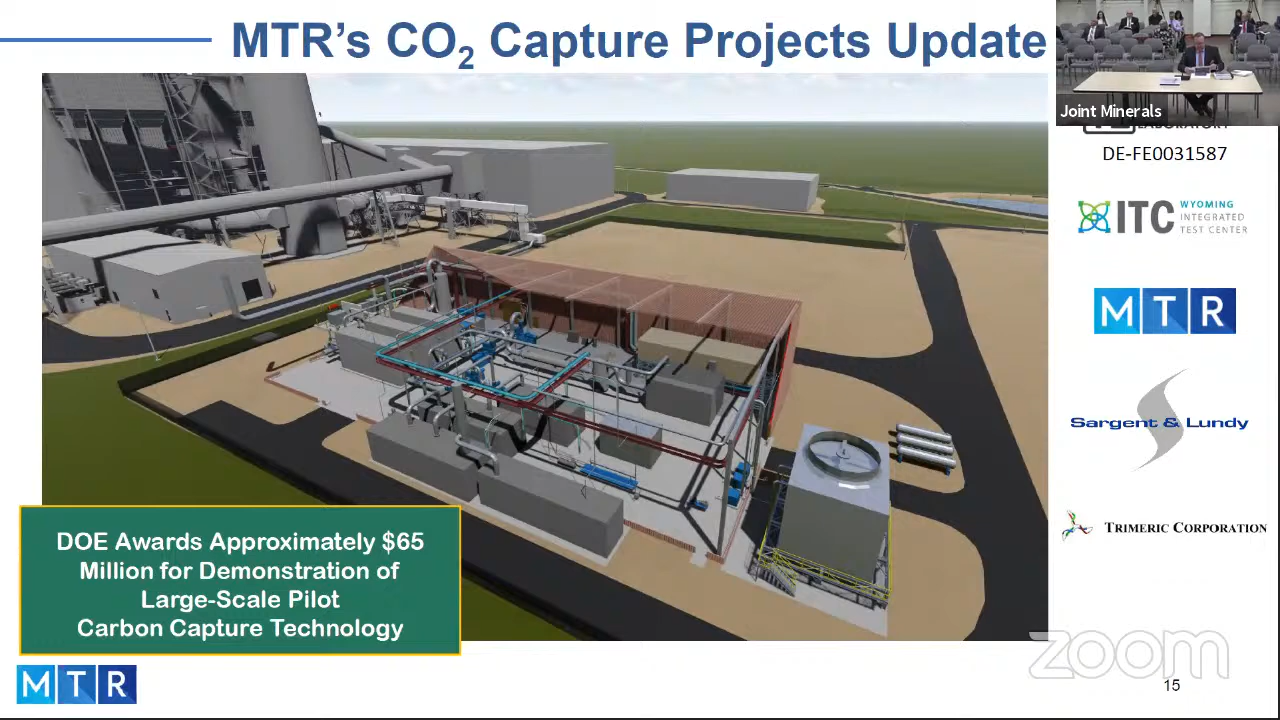 MTR's CO2 Capture Projects Update
Joint Minerals
LABORATORY
DE-FE0031587
ITC WYOMING
INTEGRATED
TEST CENTER
MTR
Sargent & Lundy
TRIMERIC CORPORATION
DOE Awards Approximately $65
Million for Demonstration of
Large-Scale Pilot
Carbon Capture Technology
MTR
zoom
15